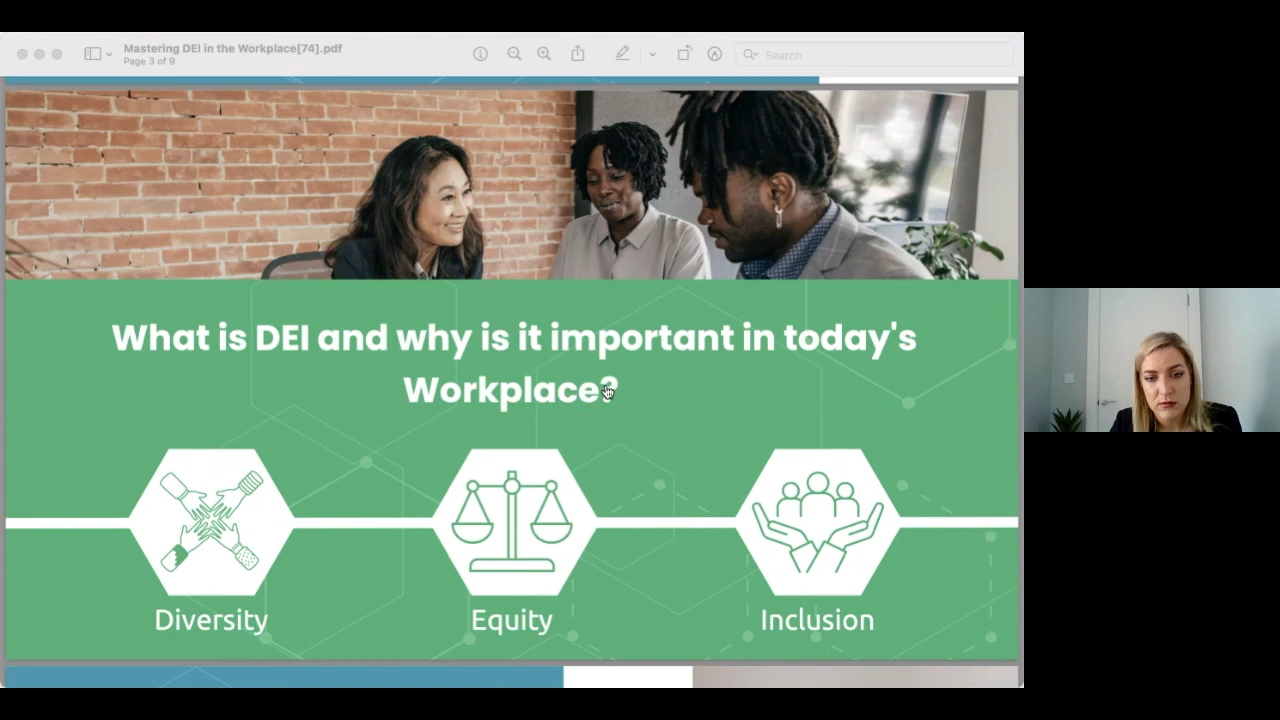 Mastering DEI in the Workplace[74].pdf
Page 3 of 9
Search
What is DEI and why is it important in today's
Workplace?
Diversity
Equity
Inclusion